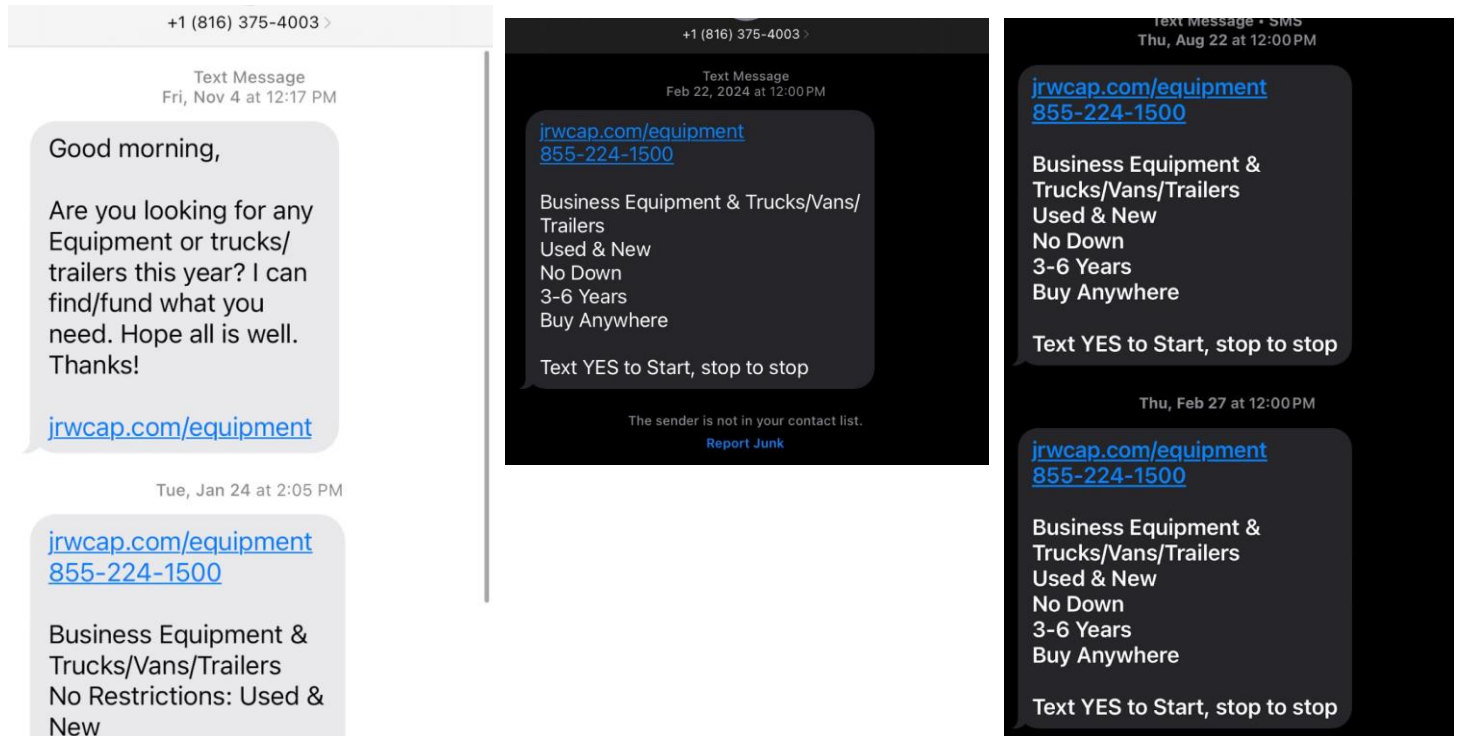 +1 (816) 375-4003 >
Text Message
Fri, Nov 4 at 12:17 PM
Good morning,
Are you looking for any
Equipment or trucks/
trailers this year? I can
find/fund what you
need. Hope all is well.
Thanks!
jrwcap.com/equipment
Tue, Jan 24 at 2:05 PM
jrwcap.com/equipment
855-224-1500
Business Equipment &
Trucks/Vans/Trailers
No Restrictions: Used &
New
+1 (816) 375-4003 >
Text Message
Feb 22, 2024 at 12:00 PM
jrwcap.com/equipment
855-224-1500
Business Equipment & Trucks/Vans/
Trailers
Used & New
No Down
3-6 Years
Buy Anywhere
Text YES to Start, stop to stop
The sender is not in your contact list.
Report Junk
Text Message • SMS
Thu, Aug 22 at 12:00 PM
jrwcap.com/equipment
855-224-1500
Business Equipment &
Trucks/Vans/Trailers
Used & New
No Down
3-6 Years
Buy Anywhere
Text YES to Start, stop to stop
Thu, Feb 27 at 12:00 PM
jrwcap.com/equipment
855-224-1500
Business Equipment &
Trucks/Vans/Trailers
Used & New
No Down
3-6 Years
Buy Anywhere
Text YES to Start, stop to stop